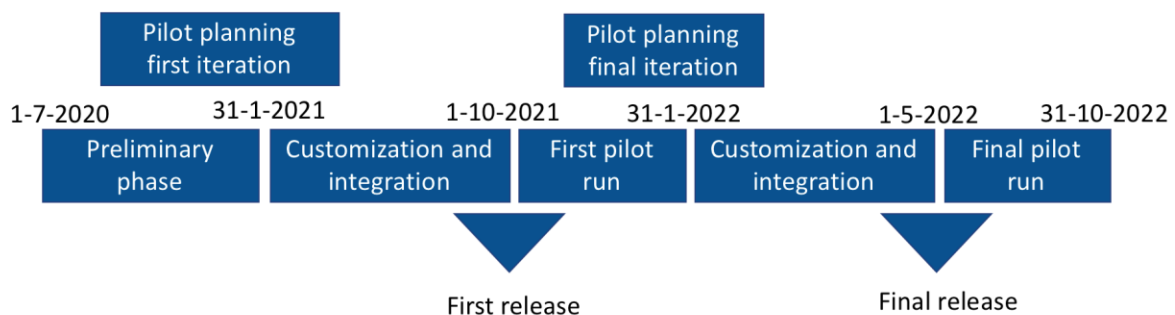 Pilot planning
first iteration
Pilot planning
final iteration
1-7-2020
31-1-2021
1-10-2021
31-1-2022
1-5-2022
31-10-2022
Preliminary
phase
Customization and
integration
First pilot
run
Customization and
integration
Final pilot
run
First release
Final release